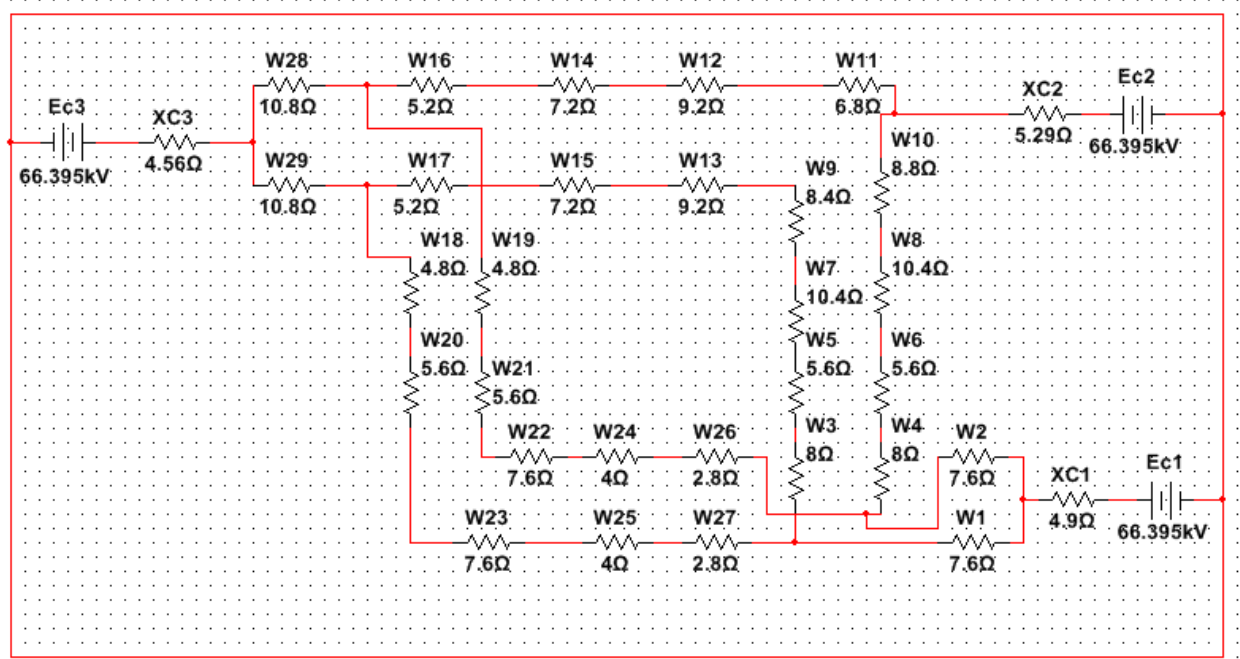 W28
10.8Ω
W16
5.2Ω
W14
7.2Ω
W12
9.2Ω
W11
6.8Ω
Ec3
66.395kV
XC3
4.56Ω
XC2
5.29Ω
Ec2
66.395kV
W29
10.8Ω
W17
5.2Ω
W15
7.2Ω
W13
9.2Ω
W9
8.4Ω
W10
8.8Ω
W18
4.8Ω
W19
4.8Ω
W7
10.4Ω
W8
10.4Ω
W20
5.6Ω
W21
5.6Ω
W5
5.6Ω
W6
5.6Ω
W22
7.6Ω
W24
4Ω
W26
2.8Ω
W3
8Ω
W4
8Ω
W2
7.6Ω
XC1
4.9Ω
Ec1
66.395kV
W23
7.6Ω
W25
4Ω
W27
2.8Ω
W1
7.6Ω